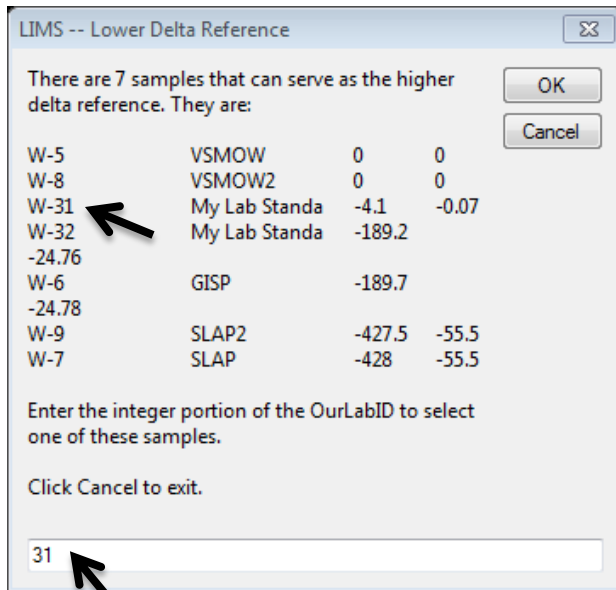 LIMS -- Lower Delta Reference
There are 7 samples that can serve as the higher
delta reference. They are:
OK
Cancel
W-5 VSMOW 0 0
W-8 VSMOW2 0 0
W-31 My Lab Standa -4.1 -0.07
W-32 My Lab Standa -189.2
-24.76
W-6 GISP -189.7
-24.78
W-9 SLAP2 -427.5 -55.5
W-7 SLAP -428 -55.5
Enter the integer portion of the OurLabID to select
one of these samples.
Click Cancel to exit.
31